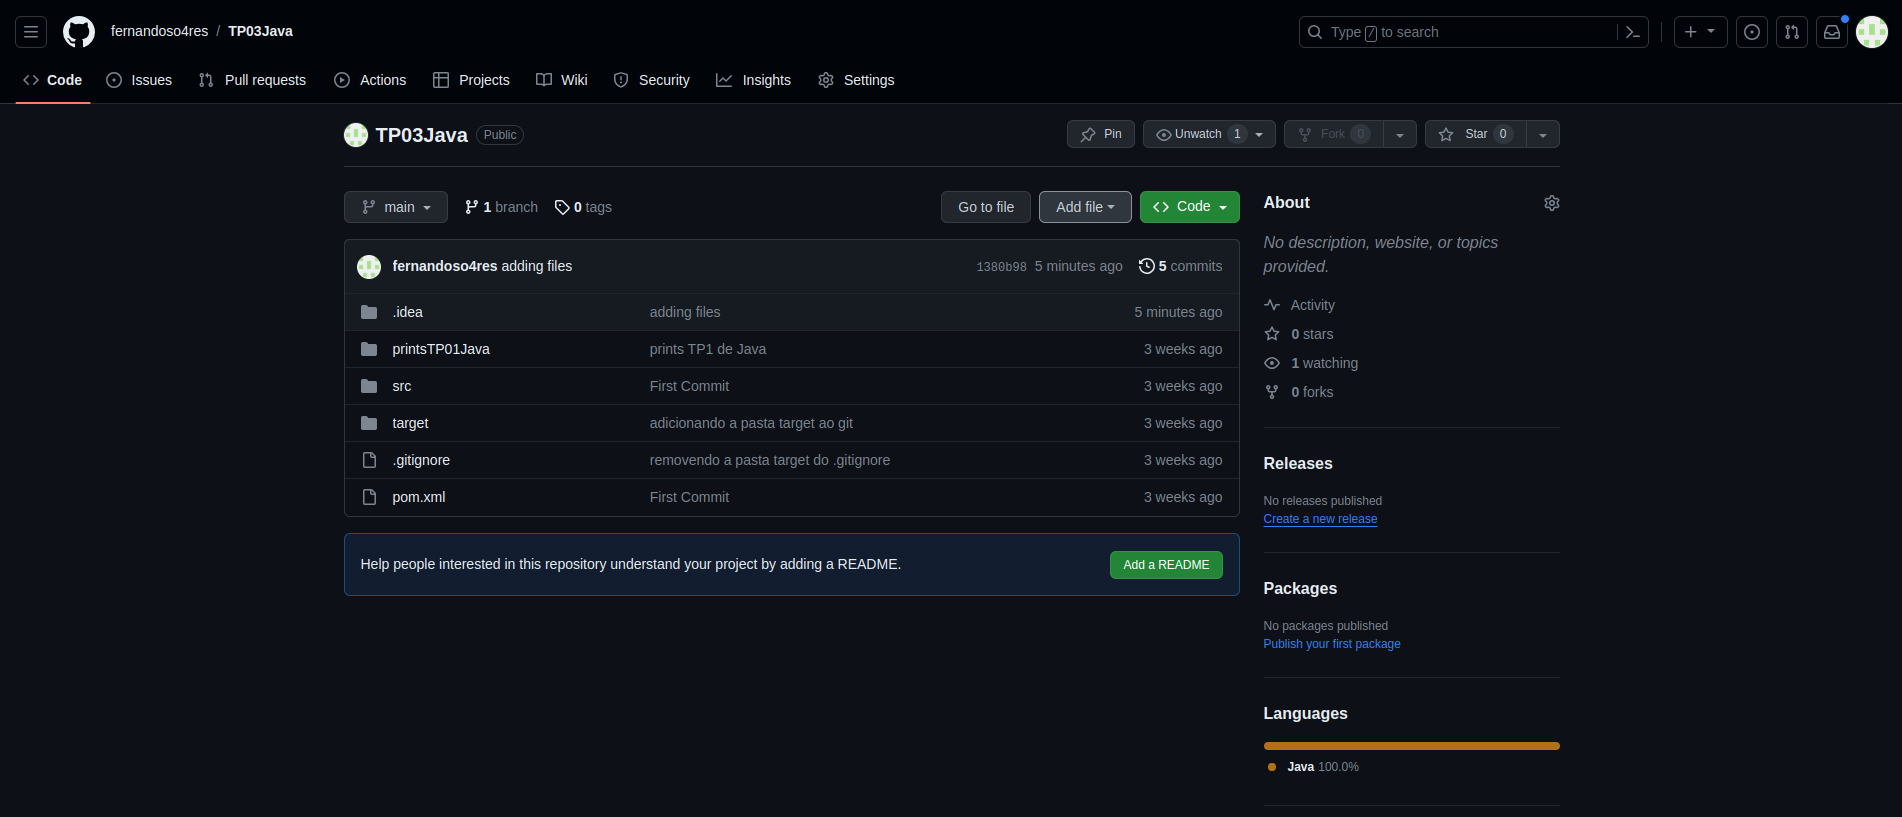 fernandoso4res / TP03Java
Type / to search
Code Issues Pull requests Actions Projects Wiki Security Insights Settings
TP03Java Public
Pin Unwatch 1 Fork 0 Star 0
main 1 branch 0 tags Go to file Add file Code
fernandoso4res adding files 1380b98 5 minutes ago 5 commits
.idea adding files 5 minutes ago
printsTP01Java prints TP1 de Java 3 weeks ago
src First Commit 3 weeks ago
target adicionando a pasta target ao git 3 weeks ago
.gitignore removendo a pasta target do .gitignore 3 weeks ago
pom.xml First Commit 3 weeks ago
Help people interested in this repository understand your project by adding a README. Add a README
About
No description, website, or topics
provided.
Activity
0 stars
1 watching
0 forks
Releases
No releases published
Create a new release
Packages
No packages published
Publish your first package
Languages
Java 100.0%